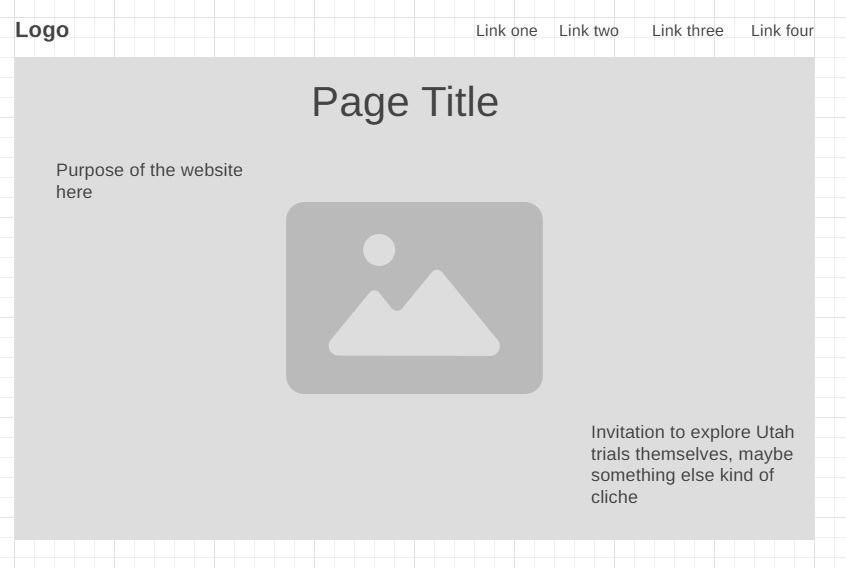 Logo
Link one Link two Link three Link four
Page Title
Purpose of the website
here
Invitation to explore Utah
trials themselves, maybe
something else kind of
cliche